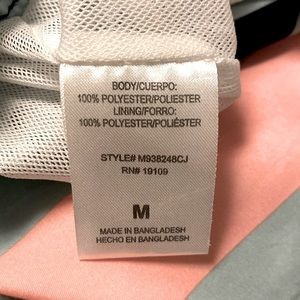 BODY/CUERPO:
100% POLYESTER/POLIESTER
LINING/FORRO:
100% POLYESTER/POLIÉSTER
STYLE# M938248CJ
RN# 19109
M
MADE IN BANGLADESH
HECHO EN BANGLADESH